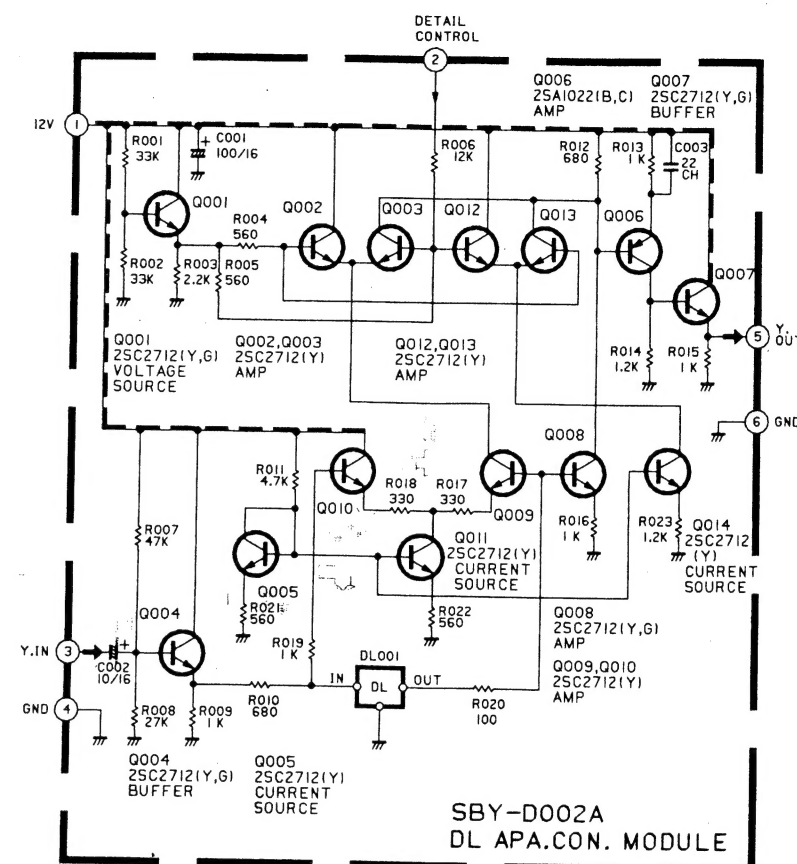 DETAIL
CONTROL
2
Q006
2SA1022(B,C)
AMP
Q007
2SC2712(Y,G)
BUFFER
12V
1
R001
33K
C001
100/16
+
R006
12K
R012
680
R013
1K
C003
22
CH
Q001
Q002
Q003
Q012
Q013
Q006
Q007
R004
560
R002
33K
R003
2.2K
R005
560
Q001
2SC2712(Y,G)
VOLTAGE
SOURCE
Q002,Q003
2SC2712(Y)
AMP
Q012,Q013
2SC2712(Y)
AMP
R014
1.2K
R015
1K
5
Y.
OUT
6
GND
R011
4.7K
Q010
R018
330
R017
330
Q009
Q008
R007
47K
Q005
R021
560
Q011
2SC2712(Y)
CURRENT
SOURCE
R022
560
R016
1K
R023
1.2K
Q014
2SC2712
(Y)
CURRENT
SOURCE
Q004
Y.IN
3
C002
10/16
+
R019
1K
DL001
IN
DL
OUT
Q008
2SC2712(Y,G)
AMP
Q009,Q010
2SC2712(Y)
AMP
GND
4
R008
27K
R009
1K
R010
680
R020
100
Q004
2SC2712(Y,G)
BUFFER
Q005
2SC2712(Y)
CURRENT
SOURCE
SBY-D002A
DL APA.CON. MODULE